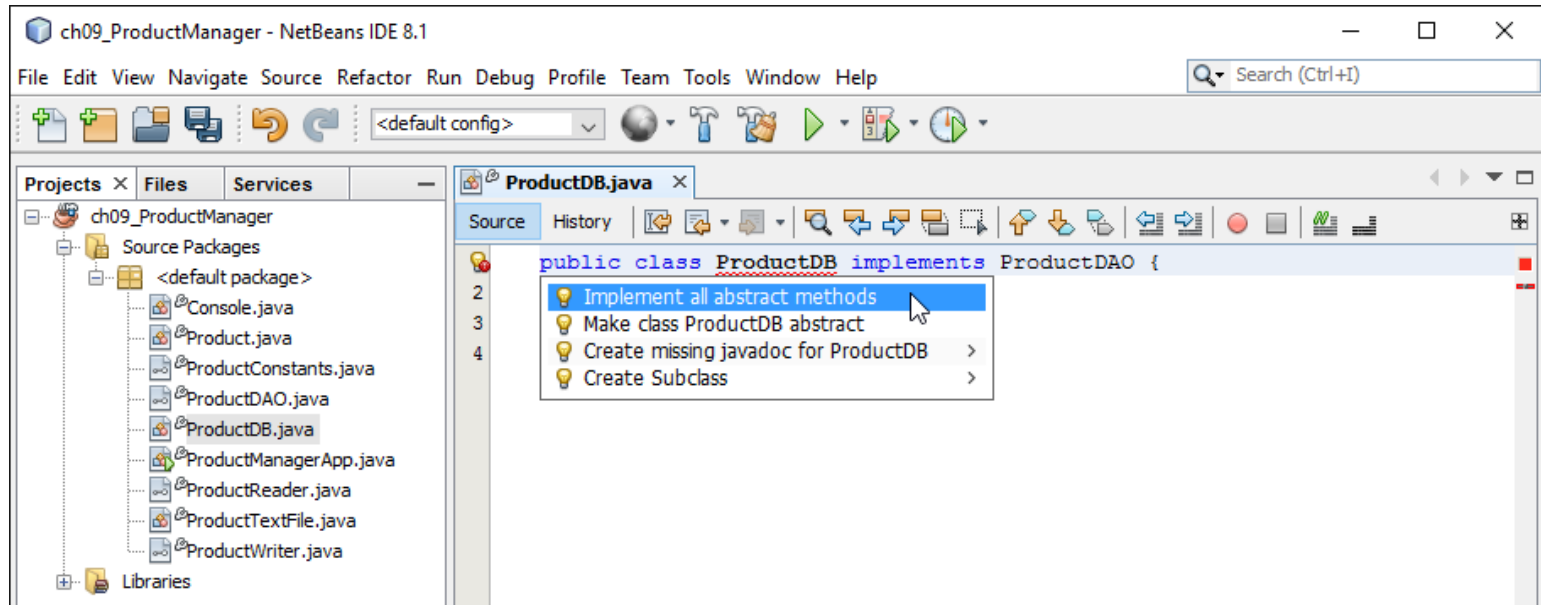 ch09_ProductManager - NetBeans IDE 8.1
File Edit View Navigate Source Refactor Run Debug Profile Team Tools Window Help
Search (Ctrl+I)
<default config>
Projects Files Services
ProductDB.java
ch09_ProductManager
Source History
Source Packages
public class ProductDB implements ProductDAO {
<default package>
2 Implement all abstract methods
Console.java
3 Make class ProductDB abstract
Product.java
4 Create missing javadoc for ProductDB
ProductConstants.java
Create Subclass
ProductDAO.java
ProductDB.java
ProductManagerApp.java
ProductReader.java
ProductTextFile.java
ProductWriter.java
Libraries